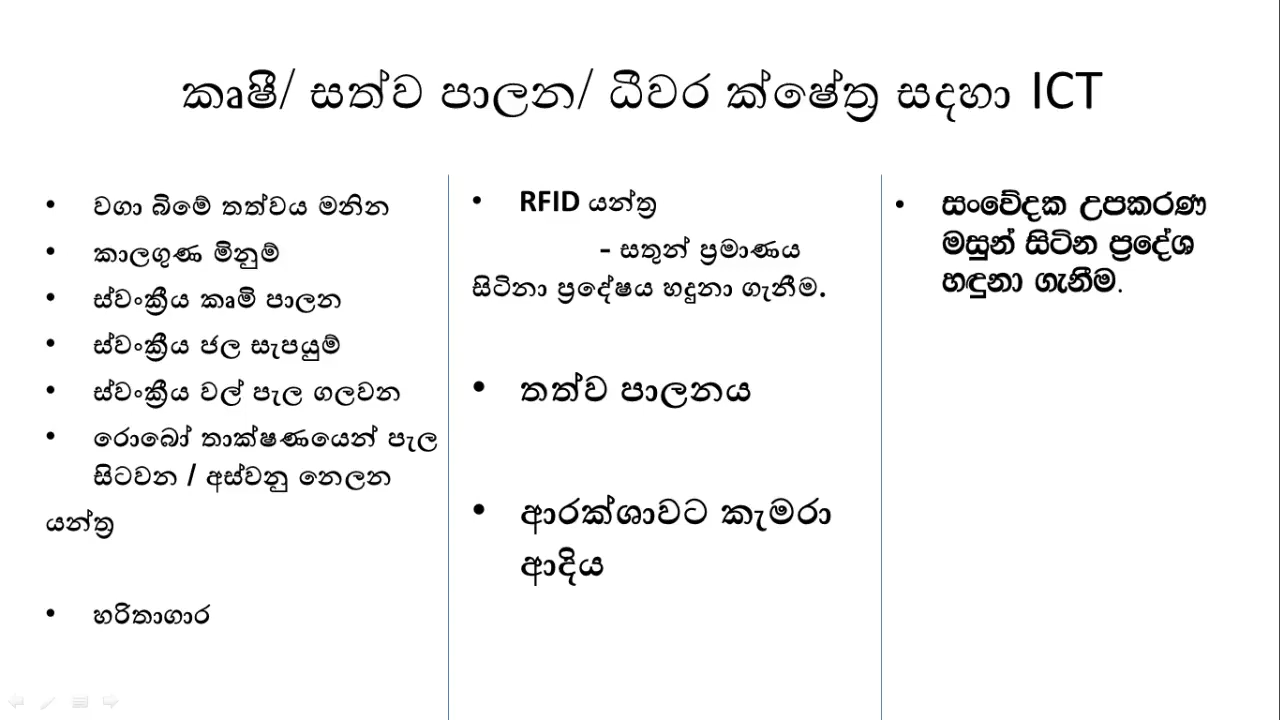 කෘෂී/ සත්ව පාලන/ ධීවර ක්ෂේත්‍ර සදහා ICT
• වගා බිමේ තත්වය මනින
• කාලගුණ මිනුම්
• ස්වංක්‍රීය කෘමි පාලන
• ස්වංක්‍රීය ජල සැපයුම්
• ස්වංක්‍රීය වල් පැල ගලවන
• රොබෝ තාක්ෂණයෙන් පැල
සිටවන / අස්වනු නෙලන
යන්ත්‍ර
• හරිතාගාර
• RFID යන්ත්‍ර
- සතුන් ප්‍රමාණය
සිටිනා ප්‍රදේෂය හදුනා ගැනීම.
• තත්ව පාලනය
• ආරක්ශාවට කැමරා
ආදිය
• සංවේදක උපකරණ
මසුන් සිටින ප්‍රදේශ
හඳුනා ගැනීම.